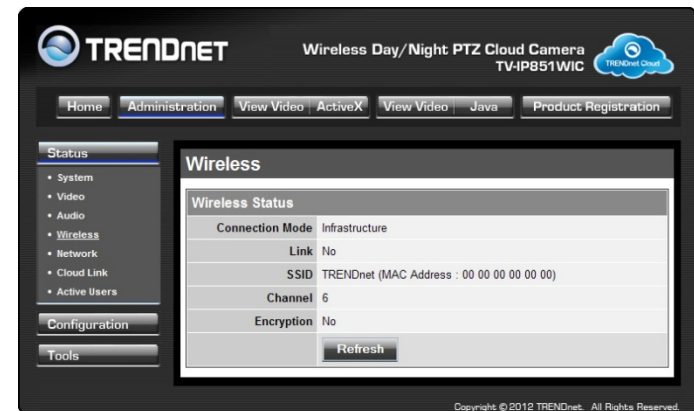 TRENDNET
Wireless Day/Night PTZ Cloud Camera
TV-IP851WIC
TRENDnet Cloud
Home Administration View Video ActiveX View Video Java Product Registration
Status
• System
• Video
• Audio
• Wireless
• Network
• Cloud Link
• Active Users
Configuration
Tools
Wireless
Wireless Status
Connection Mode Infrastructure
Link No
SSID TRENDnet (MAC Address : 00 00 00 00 00 00)
Channel 6
Encryption No
Refresh
Copyright © 2012 TRENDnet. All Rights Reserved.